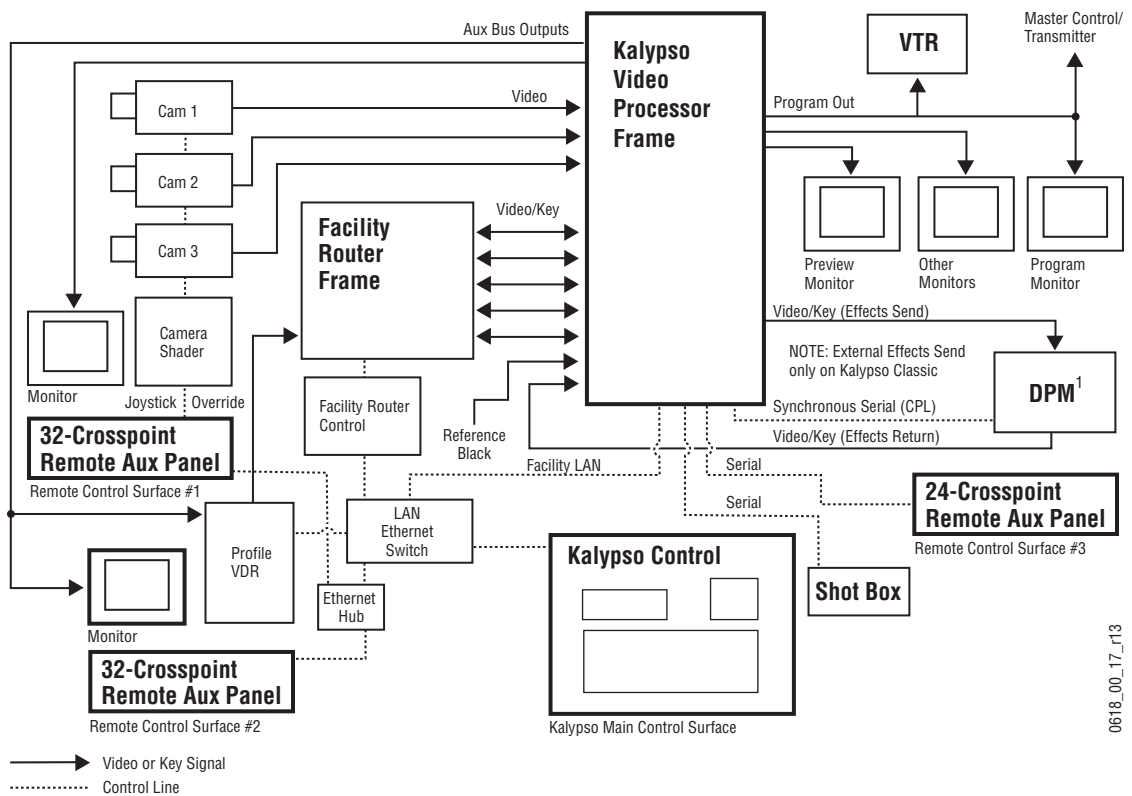 Aux Bus Outputs
Kalypso
Video
Processor
Frame
VTR
Master Control/
Transmitter
Cam 1
Video
Program Out
Cam 2
Cam 3
Facility
Router
Frame
Video/Key
Preview
Monitor
Other
Monitors
Program
Monitor
Camera
Shader
Monitor
Joystick
Override
Video/Key (Effects Send)
NOTE: External Effects Send
only on Kalypso Classic
DPM1
Synchronous Serial (CPL)
Video/Key (Effects Return)
Facility Router
Control
Reference
Black
32-Crosspoint
Remote Aux Panel
Remote Control Surface #1
Facility LAN
Serial
Serial
24-Crosspoint
Remote Aux Panel
Remote Control Surface #3
Profile
VDR
LAN
Ethernet
Switch
Kalypso Control
Shot Box
Ethernet
Hub
Monitor
32-Crosspoint
Remote Aux Panel
Remote Control Surface #2
Kalypso Main Control Surface
0618_00_17_r13
Video or Key Signal
Control Line